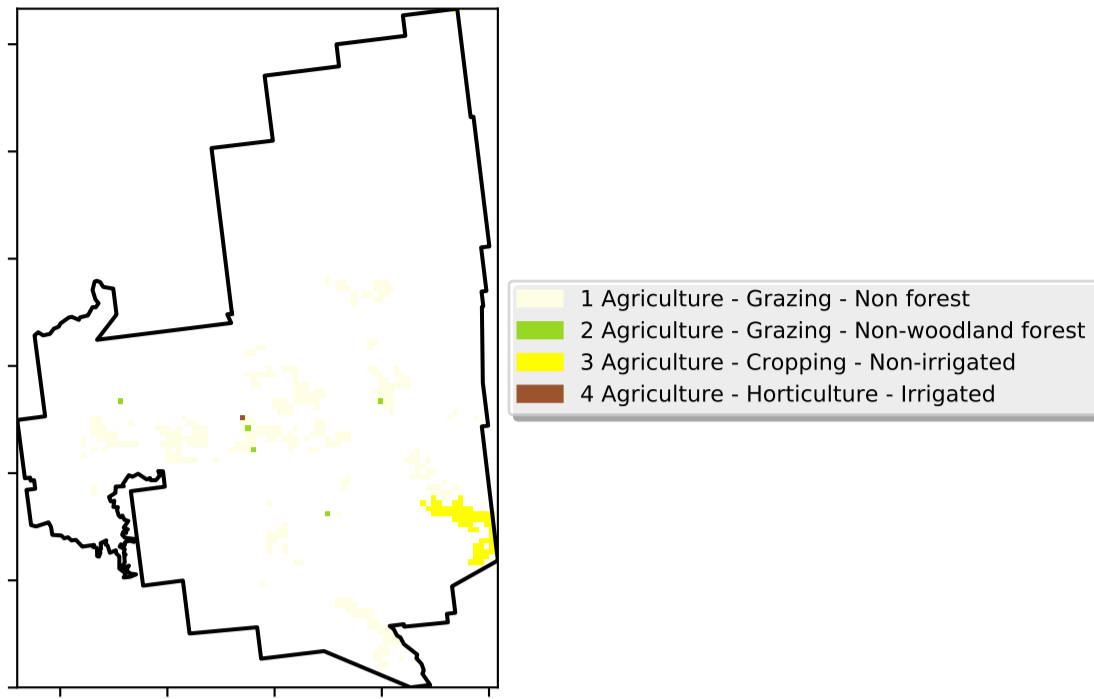 1 Agriculture - Grazing - Non forest
2 Agriculture - Grazing - Non-woodland forest
3 Agriculture - Cropping - Non-irrigated
4 Agriculture - Horticulture - Irrigated